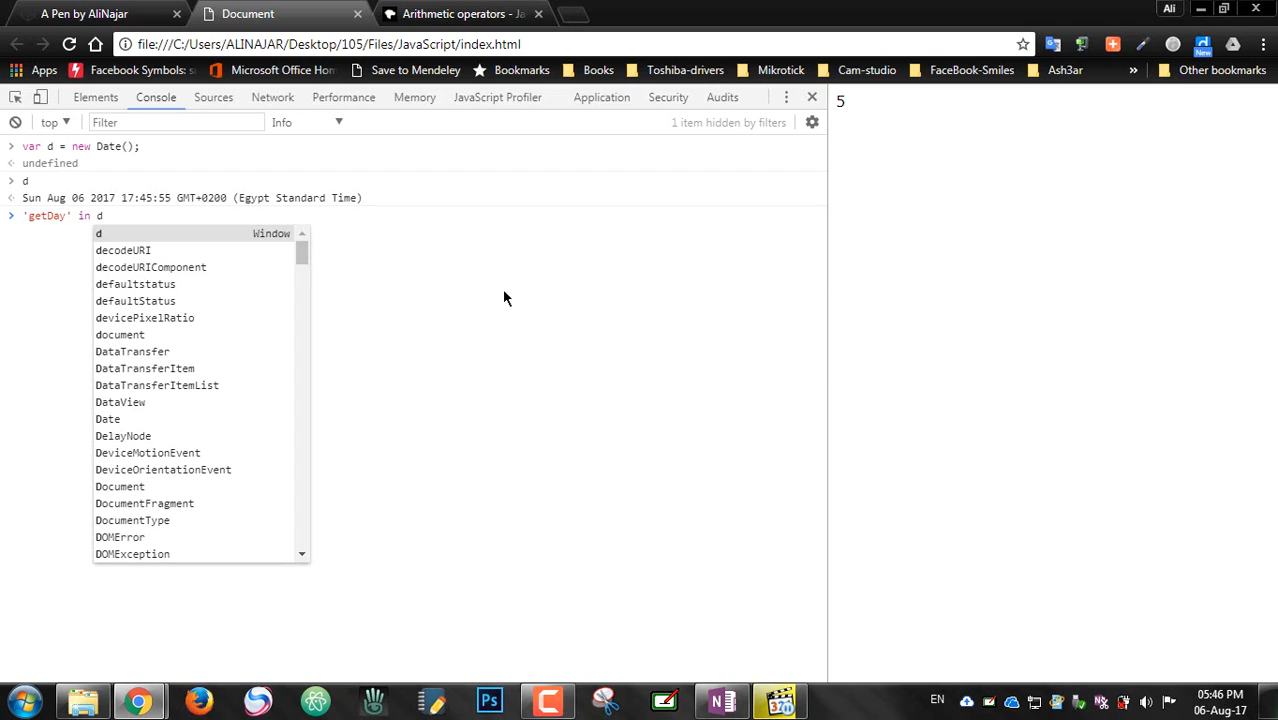 A Pen by AliNajar
Document
Arithmetic operators - Ja
Ali
file:///C:/Users/ALINAJAR/Desktop/105/Files/JavaScript/index.html
New
Apps
Facebook Symbols: s
Microsoft Office Hom
Save to Mendeley
Bookmarks
Books
Toshiba-drivers
Mikrotick
Cam-studio
FaceBook-Smiles
Ash3ar
»
Other bookmarks
Elements
Console
Sources
Network
Performance
Memory
JavaScript Profiler
Application
Security
Audits
5
top
Filter
Info
1 item hidden by filters
var d = new Date();
undefined
d
Sun Aug 06 2017 17:45:55 GMT+0200 (Egypt Standard Time)
'getDay' in d
d Window
decodeURI
decodeURIComponent
defaultstatus
defaultStatus
devicePixelRatio
document
DataTransfer
DataTransferItem
DataTransferItemList
DataView
Date
DelayNode
DeviceMotionEvent
DeviceOrientationEvent
Document
DocumentFragment
DocumentType
DOMError
DOMException
Ps
N
321
EN
05:46 PM
06-Aug-17